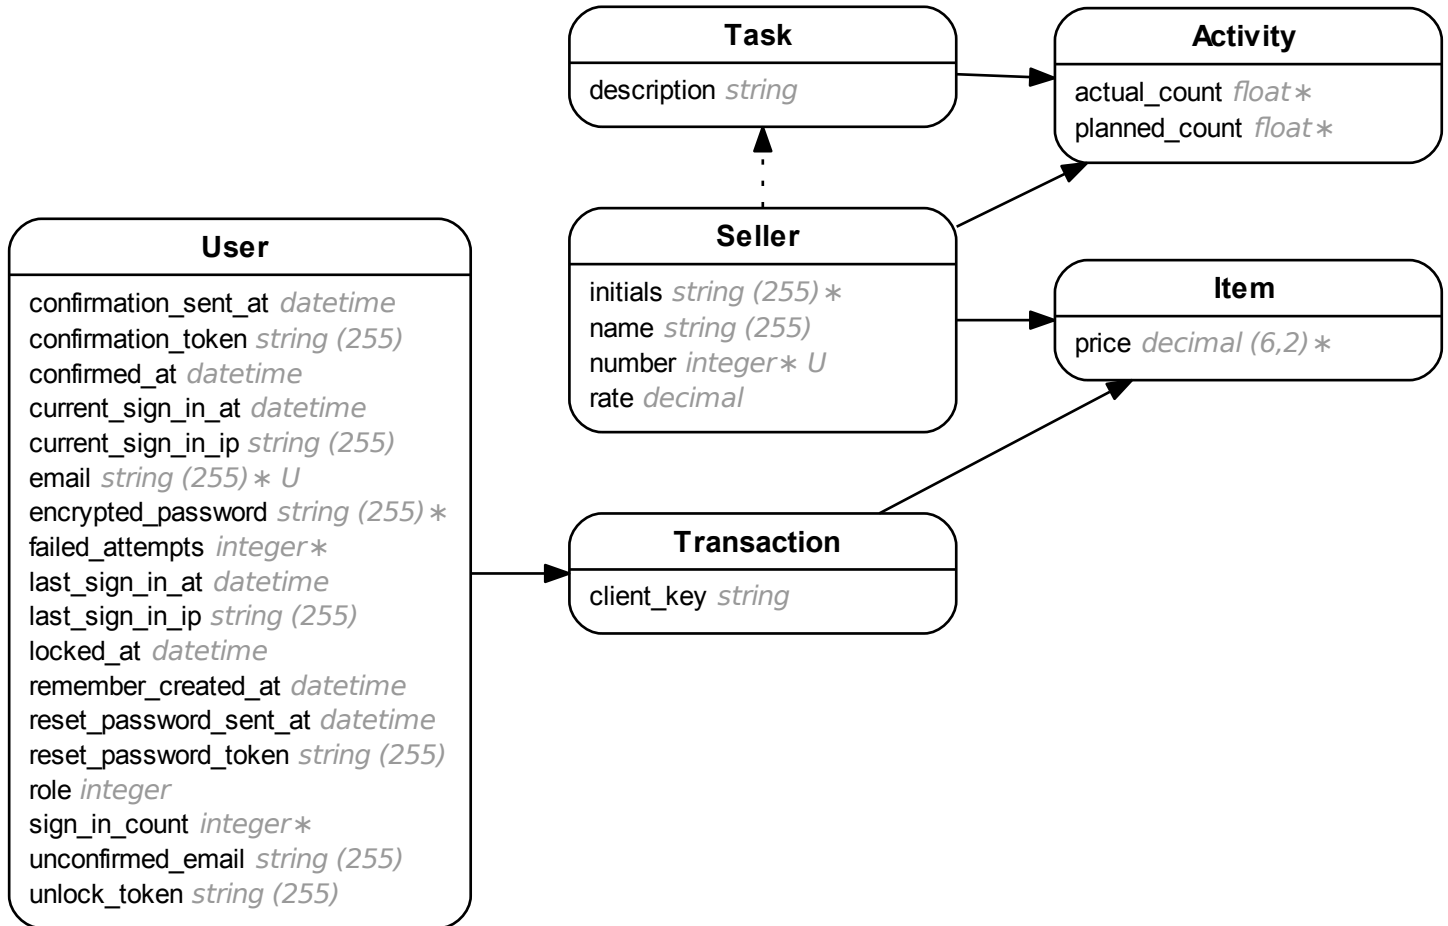 Task
description string
Activity
actual_count float∗
planned_count float∗
User
confirmation_sent_at datetime
confirmation_token string (255)
confirmed_at datetime
current_sign_in_at datetime
current_sign_in_ip string (255)
email string (255)∗ U
encrypted_password string (255)∗
failed_attempts integer∗
last_sign_in_at datetime
last_sign_in_ip string (255)
locked_at datetime
remember_created_at datetime
reset_password_sent_at datetime
reset_password_token string (255)
role integer
sign_in_count integer∗
unconfirmed_email string (255)
unlock_token string (255)
Seller
initials string (255)∗
name string (255)
number integer∗ U
rate decimal
Item
price decimal (6,2)∗
Transaction
client_key string